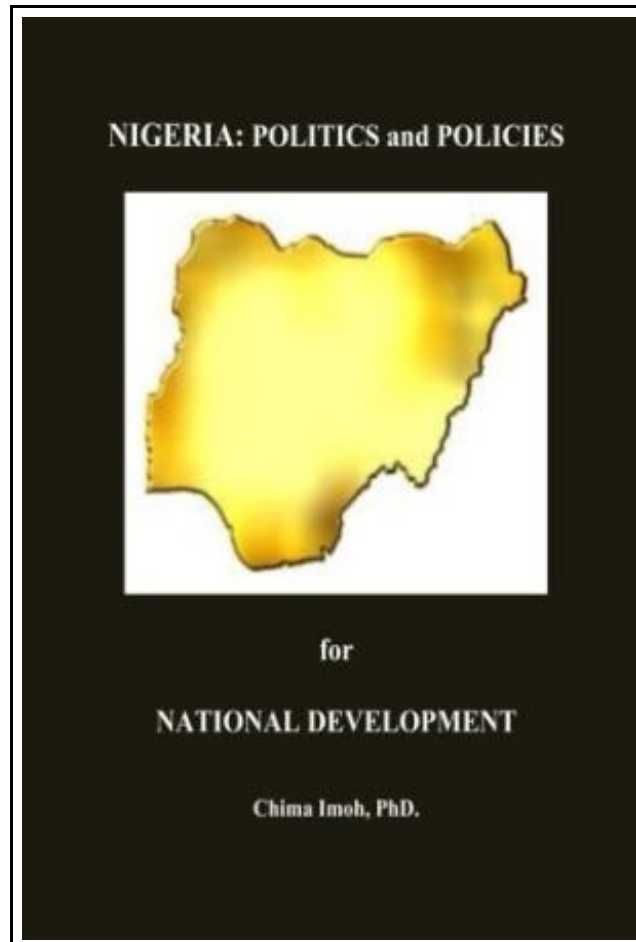 NIGERIA: POLITICS and POLICIES
for
NATIONAL DEVELOPMENT
Chima Imoh, PhD.